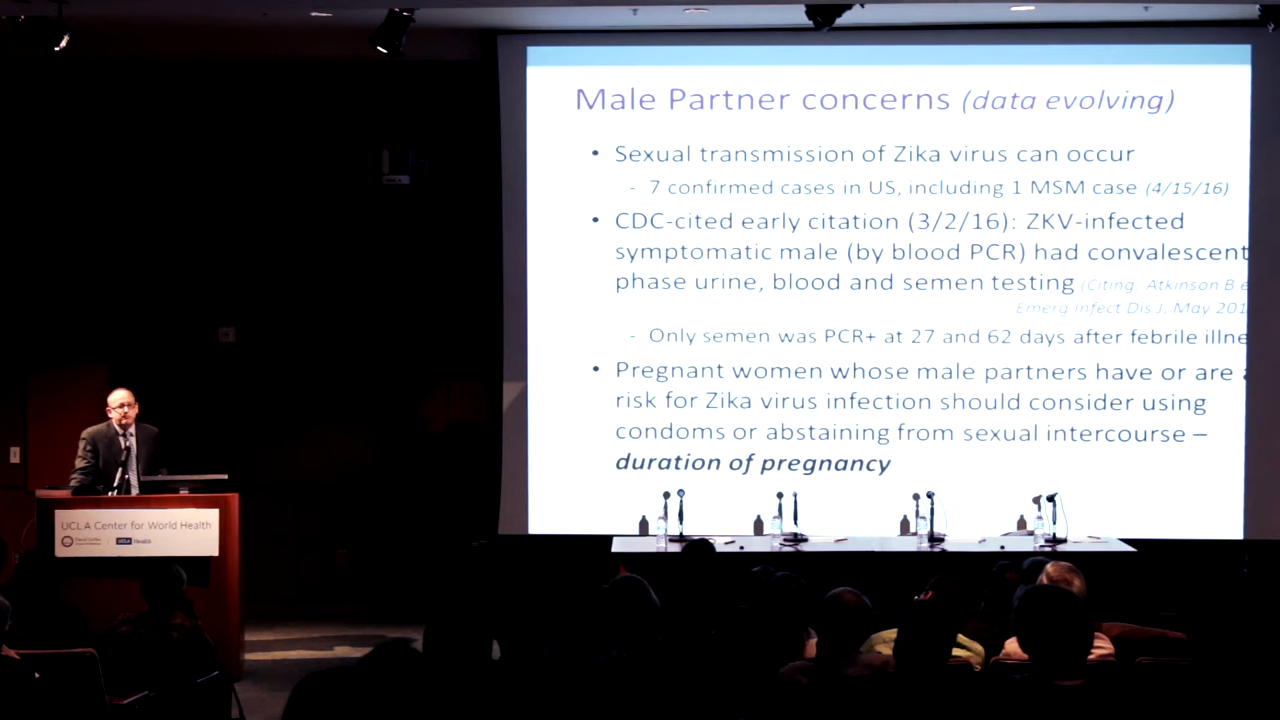 Male Partner concerns (data evolving)
• Sexual transmission of Zika virus can occur
- 7 confirmed cases in US, including 1 MSM case (4/15/16)
• CDC-cited early citation (3/2/16): ZKV-infected
symptomatic male (by blood PCR) had convalescent
phase urine, blood and semen testing (Citing: Atkinson B e
Emerg Infect Dis J, May 201
- Only semen was PCR+ at 27 and 62 days after febrile illne
• Pregnant women whose male partners have or are a
risk for Zika virus infection should consider using
condoms or abstaining from sexual intercourse –
duration of pregnancy
UCLA Center for World Health
David Geffen
UCLA Health